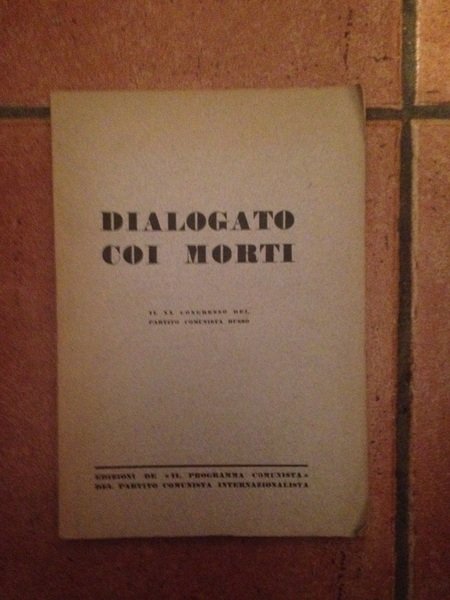 DIALOGATO
COI MORTI
IL XX CONGRESSO DEL
PARTITO COMUNISTA RUSSO
EDIZIONI DE «IL PROGRAMMA COMUNISTA»
DEL PARTITO COMUNISTA INTERNAZIONALISTA